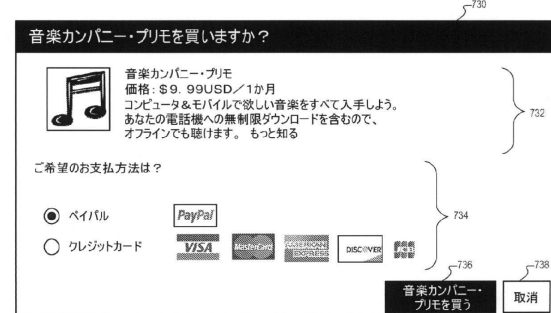 730
音楽カンパニー・プリモを買いますか?
音楽カンパニー・プリモ
価格:$9.99USD/1か月
コンピュータ&モバイルで欲しい音楽をすべて入手しよう。
あなたの電話機への無制限ダウンロードを含むので、
オフラインでも聴けます。 もっと知る
732
ご希望のお支払方法は?
ペイパル PayPal
クレジットカード VISA MasterCard AMERICAN EXPRESS DISCOVER JCB
734
736
738
音楽カンパニー・
プリモを買う
取消